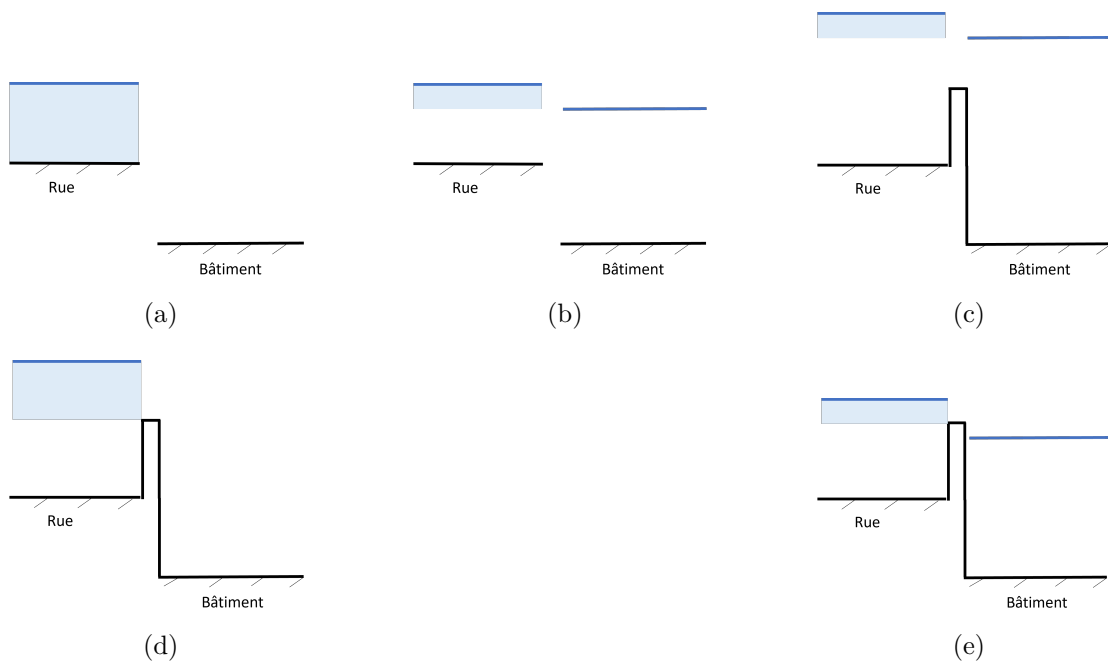 Rue
Bâtiment
(a)
Rue
Bâtiment
(b)
Rue
Bâtiment
(c)
Rue
Bâtiment
(d)
Rue
Bâtiment
(e)